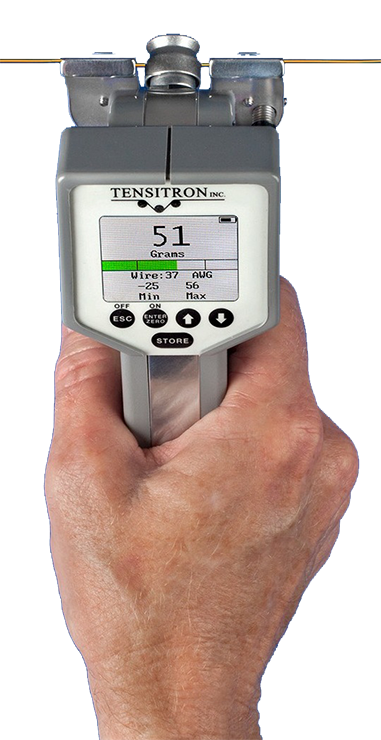 TENSITRON INC.
51
Grams
Wire:37 AWG
-25 56
Min Max
OFF ON
ESC ENTER ZERO
STORE